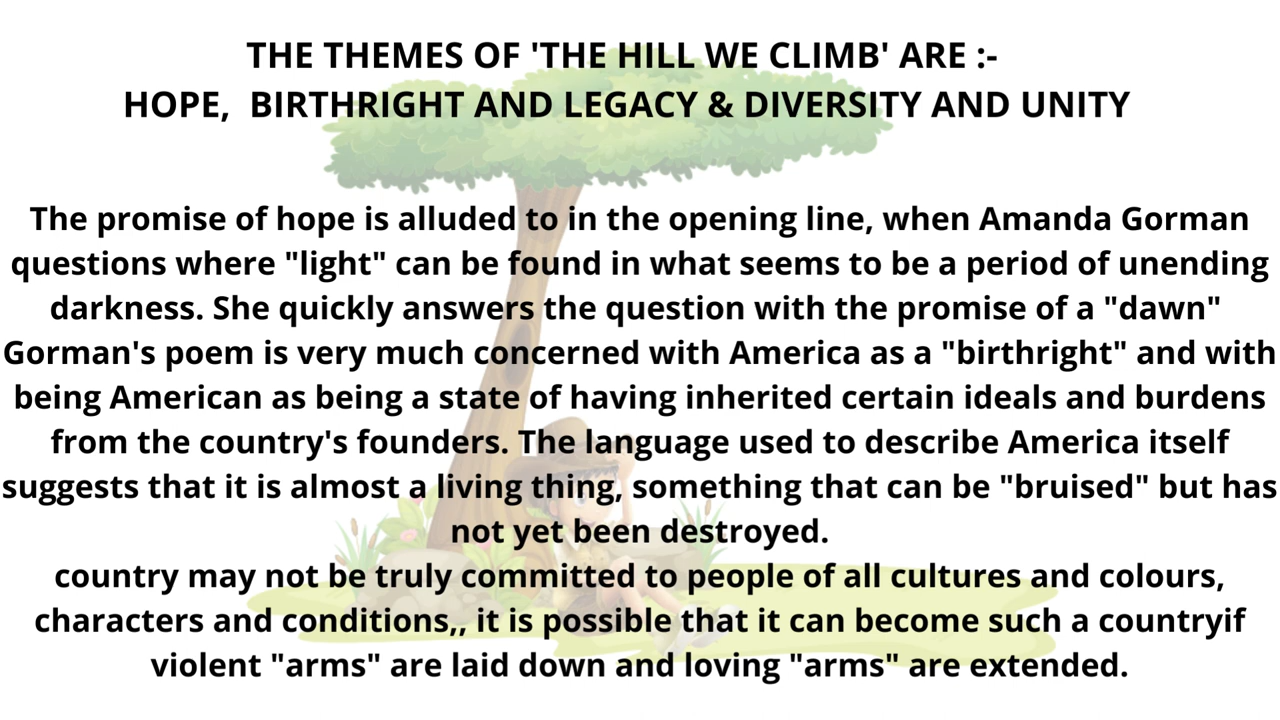 THE THEMES OF 'THE HILL WE CLIMB' ARE :-
HOPE,  BIRTHRIGHT AND LEGACY & DIVERSITY AND UNITY
The promise of hope is alluded to in the opening line, when Amanda Gorman
questions where "light" can be found in what seems to be a period of unending
darkness. She quickly answers the question with the promise of a "dawn"
Gorman's poem is very much concerned with America as a "birthright" and with
being American as being a state of having inherited certain ideals and burdens
from the country's founders. The language used to describe America itself
suggests that it is almost a living thing, something that can be "bruised" but has
not yet been destroyed.
country may not be truly committed to people of all cultures and colours,
characters and conditions,, it is possible that it can become such a countryif
violent "arms" are laid down and loving "arms" are extended.